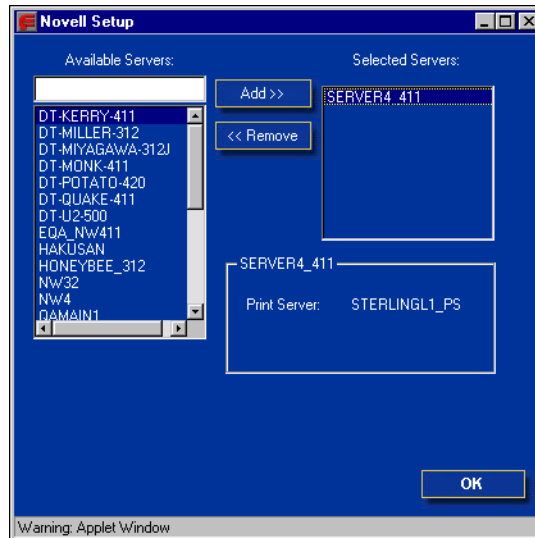 Novell Setup
Available Servers:
Selected Servers:
Add >>
<< Remove
SERVER4_411
DT-KERRY-411
DT-MILLER-312
DT-MIYAGAWA-312J
DT-MONK-411
DT-POTATO-420
DT-QUAKE-411
DT-U2-500
EQA_NW411
HAKUSAN
HONEYBEE_312
NW32
NW4
QAMAIN1
SERVER4_411
Print Server: STERLINGL1_PS
OK
Warning: Applet Window